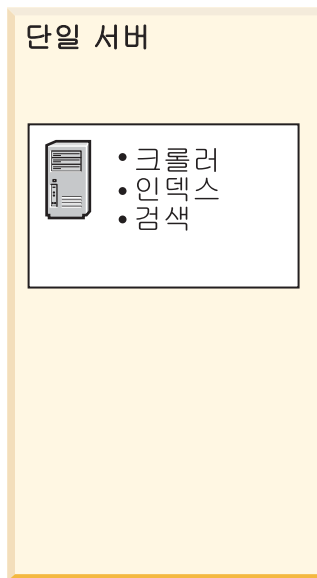 단일 서버
• 크롤러
• 인덱스
• 검색